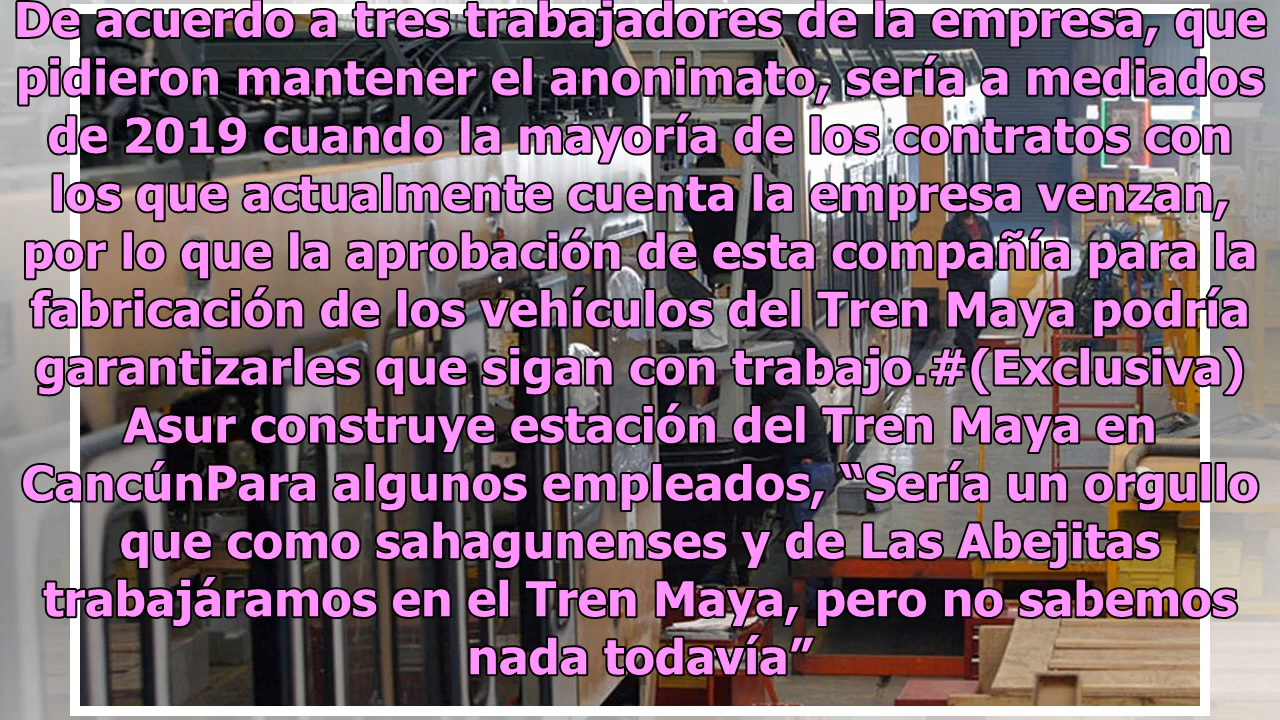 De acuerdo a tres trabajadores de la empresa, que
pidieron mantener el anonimato, sería a mediados
de 2019 cuando la mayoría de los contratos con
los que actualmente cuenta la empresa venzan,
por lo que la aprobación de esta compañía para la
fabricación de los vehículos del Tren Maya podría
garantizarles que sigan con trabajo.#(Exclusiva)
Asur construye estación del Tren Maya en
CancúnPara algunos empleados, “Sería un orgullo
que como sahagunenses y de Las Abejitas
trabajáramos en el Tren Maya, pero no sabemos
nada todavía”